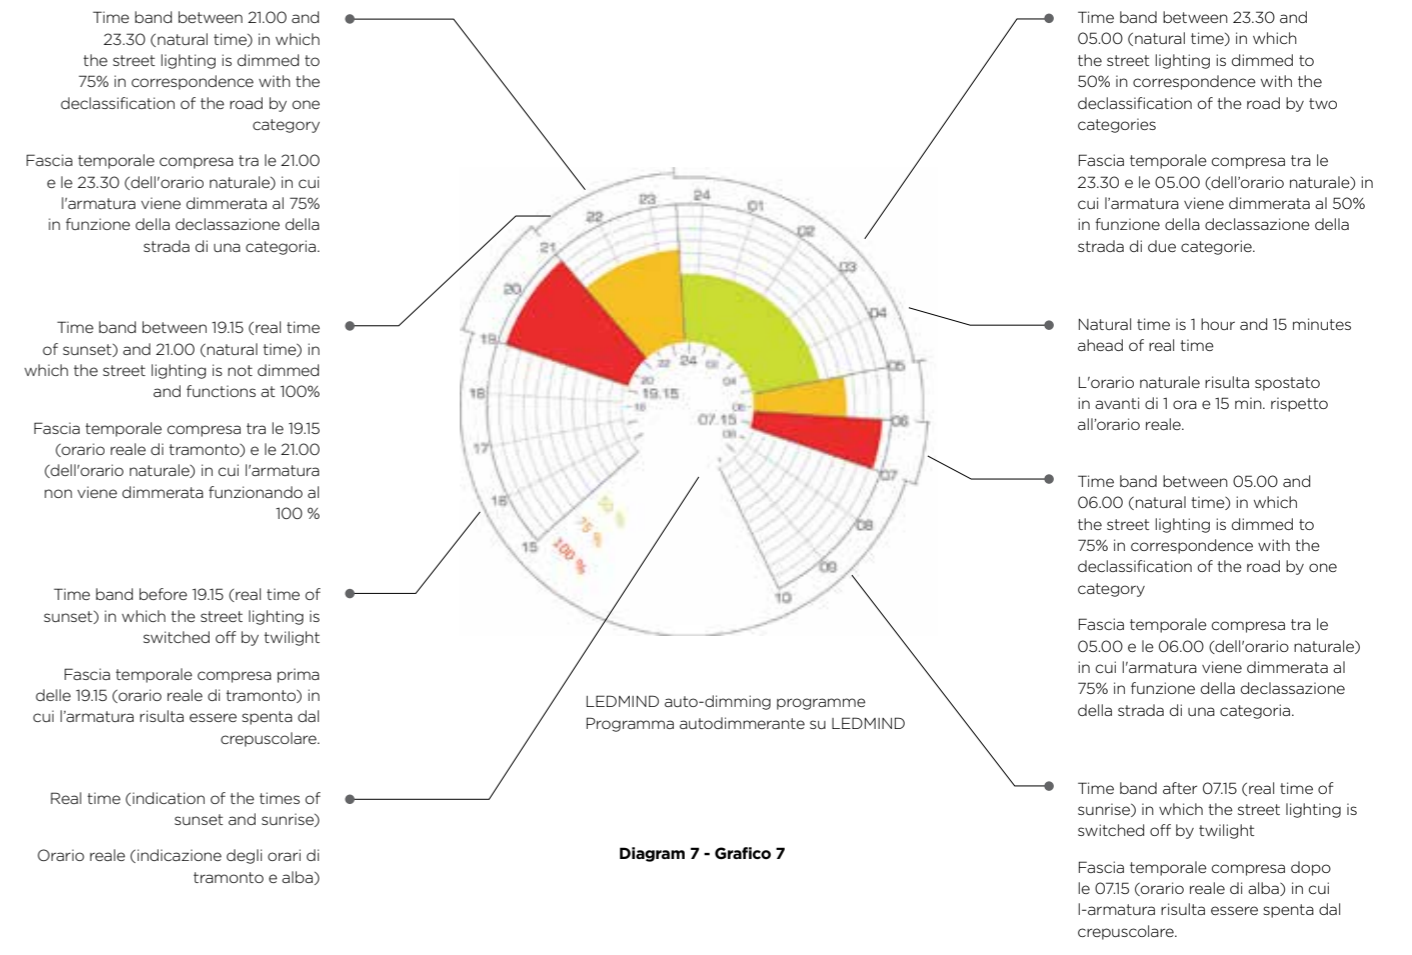 Time band between 21.00 and
23.30 (natural time) in which
the street lighting is dimmed to
75% in correspondence with the
declassification of the road by one
category
Fascia temporale compresa tra le 21.00
e le 23.30 (dell'orario naturale) in cui
l'armatura viene dimmerata al 75%
in funzione della declassazione della
strada di una categoria.
Time band between 19.15 (real time
of sunset) and 21.00 (natural time) in
which the street lighting is not dimmed
and functions at 100%
Fascia temporale compresa tra le 19.15
(orario reale di tramonto) e le 21.00
(dell'orario naturale) in cui l'armatura
non viene dimmerata funzionando al
100 %
Time band before 19.15 (real time of
sunset) in which the street lighting is
switched off by twilight
Fascia temporale compresa prima
delle 19.15 (orario reale di tramonto) in
cui l'armatura risulta essere spenta dal
crepuscolare.
Real time (indication of the times of
sunset and sunrise)
Orario reale (indicazione degli orari di
tramonto e alba)
15
16
17
18
19
20
21
22
23
24
01
02
03
04
05
06
07
08
09
10
18
20
22
24
02
04
06
08
19.15
07.15
50 %
75 %
100 %
LEDMIND auto-dimming programme
Programma autodimmerante su LEDMIND
Diagram 7 - Grafico 7
Time band between 23.30 and
05.00 (natural time) in which
the street lighting is dimmed to
50% in correspondence with the
declassification of the road by two
categories
Fascia temporale compresa tra le
23.30 e le 05.00 (dell'orario naturale) in
cui l'armatura viene dimmerata al 50%
in funzione della declassazione della
strada di due categorie.
Natural time is 1 hour and 15 minutes
ahead of real time
L'orario naturale risulta spostato
in avanti di 1 ora e 15 min. rispetto
all'orario reale.
Time band between 05.00 and
06.00 (natural time) in which
the street lighting is dimmed to
75% in correspondence with the
declassification of the road by one
category
Fascia temporale compresa tra le
05.00 e le 06.00 (dell'orario naturale)
in cui l'armatura viene dimmerata al
75% in funzione della declassazione
della strada di una categoria.
Time band after 07.15 (real time of
sunrise) in which the street lighting is
switched off by twilight
Fascia temporale compresa dopo
le 07.15 (orario reale di alba) in cui
l-armatura risulta essere spenta dal
crepuscolare.